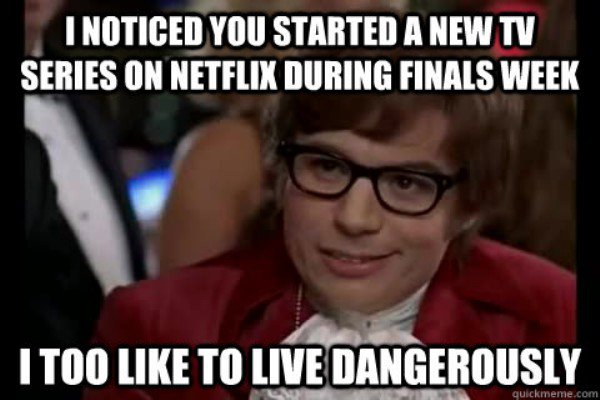 I NOTICED YOU STARTED A NEW TV
SERIES ON NETFLIX DURING FINALS WEEK
I TOO LIKE TO LIVE DANGEROUSLY
quickmeme.com